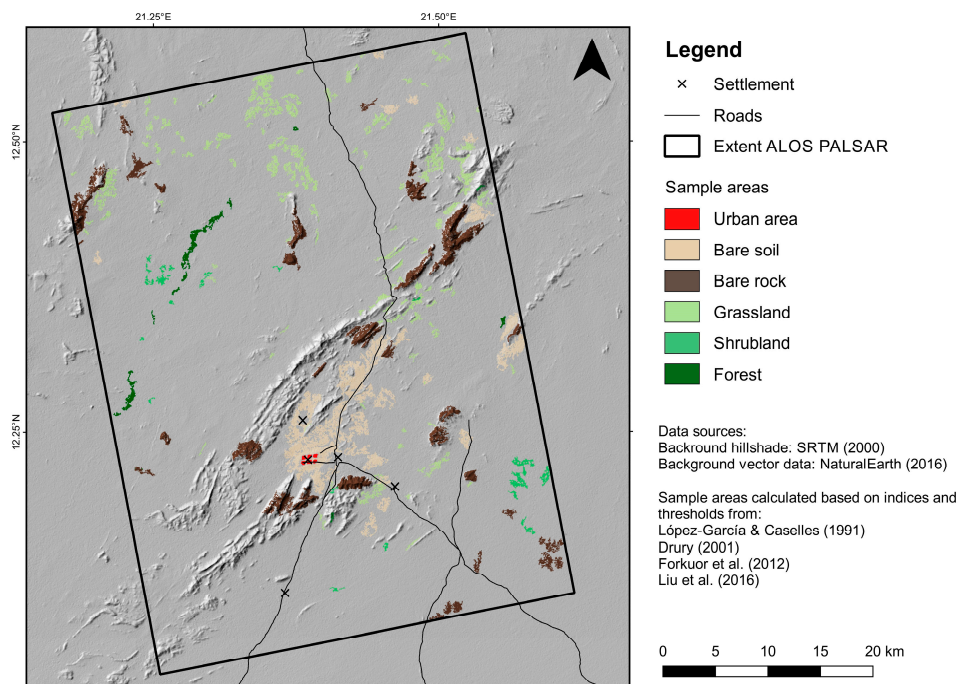 21.25°E
21.50°E
12.50°N
12.25°N
Legend
Settlement
Roads
Extent ALOS PALSAR
Sample areas
Urban area
Bare soil
Bare rock
Grassland
Shrubland
Forest
Data sources:
Backround hillshade: SRTM (2000)
Background vector data: NaturalEarth (2016)
Sample areas calculated based on indices and
thresholds from:
López-García & Caselles (1991)
Drury (2001)
Forkuor et al. (2012)
Liu et al. (2016)
0 5 10 15 20 km